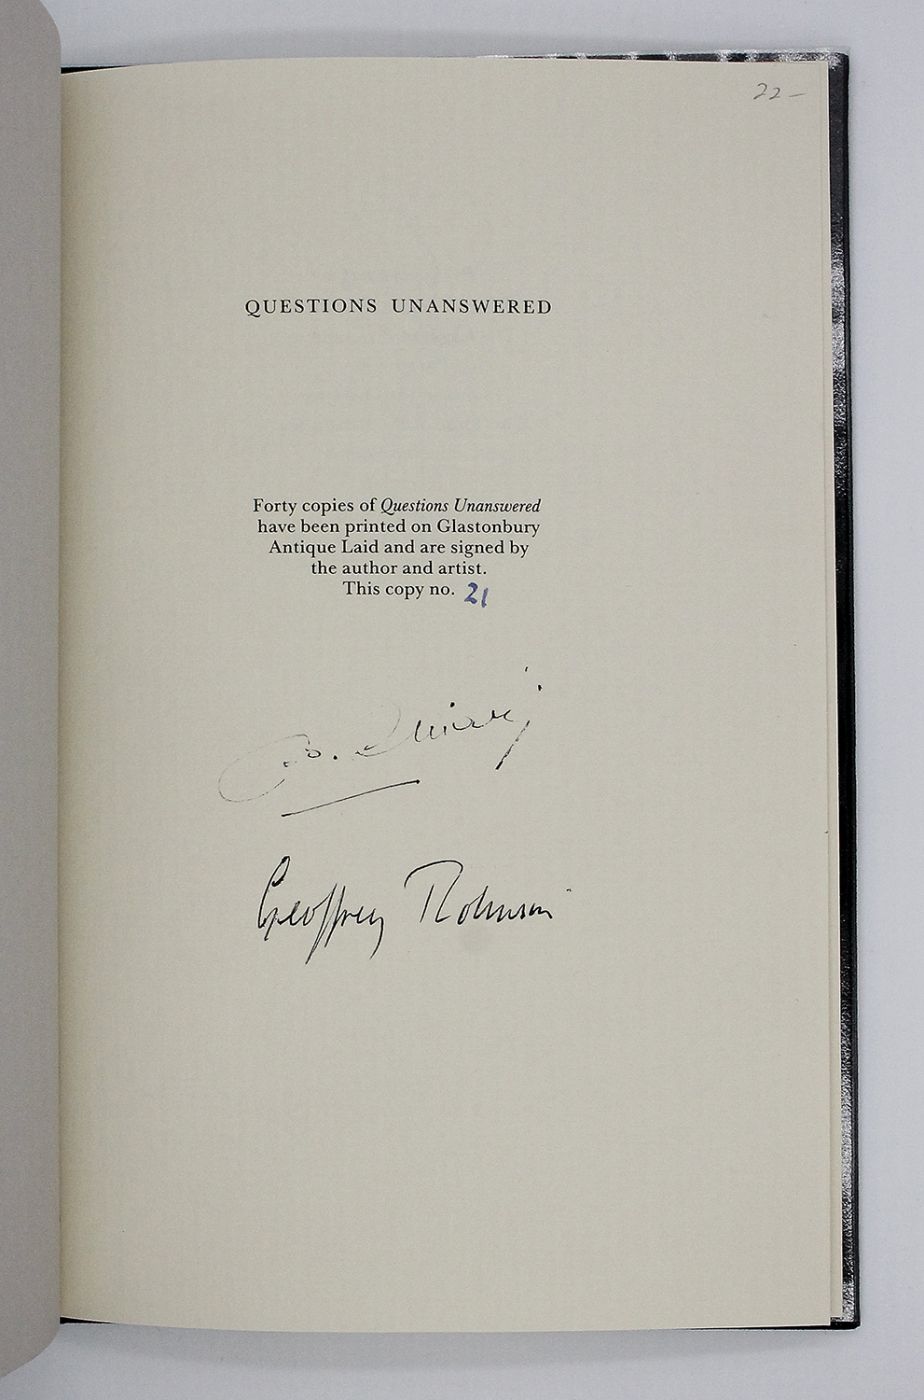 22 –
QUESTIONS UNANSWERED
Forty copies of Questions Unanswered
have been printed on Glastonbury
Antique Laid and are signed by
the author and artist.
This copy no. 21
Geoffrey Robinson